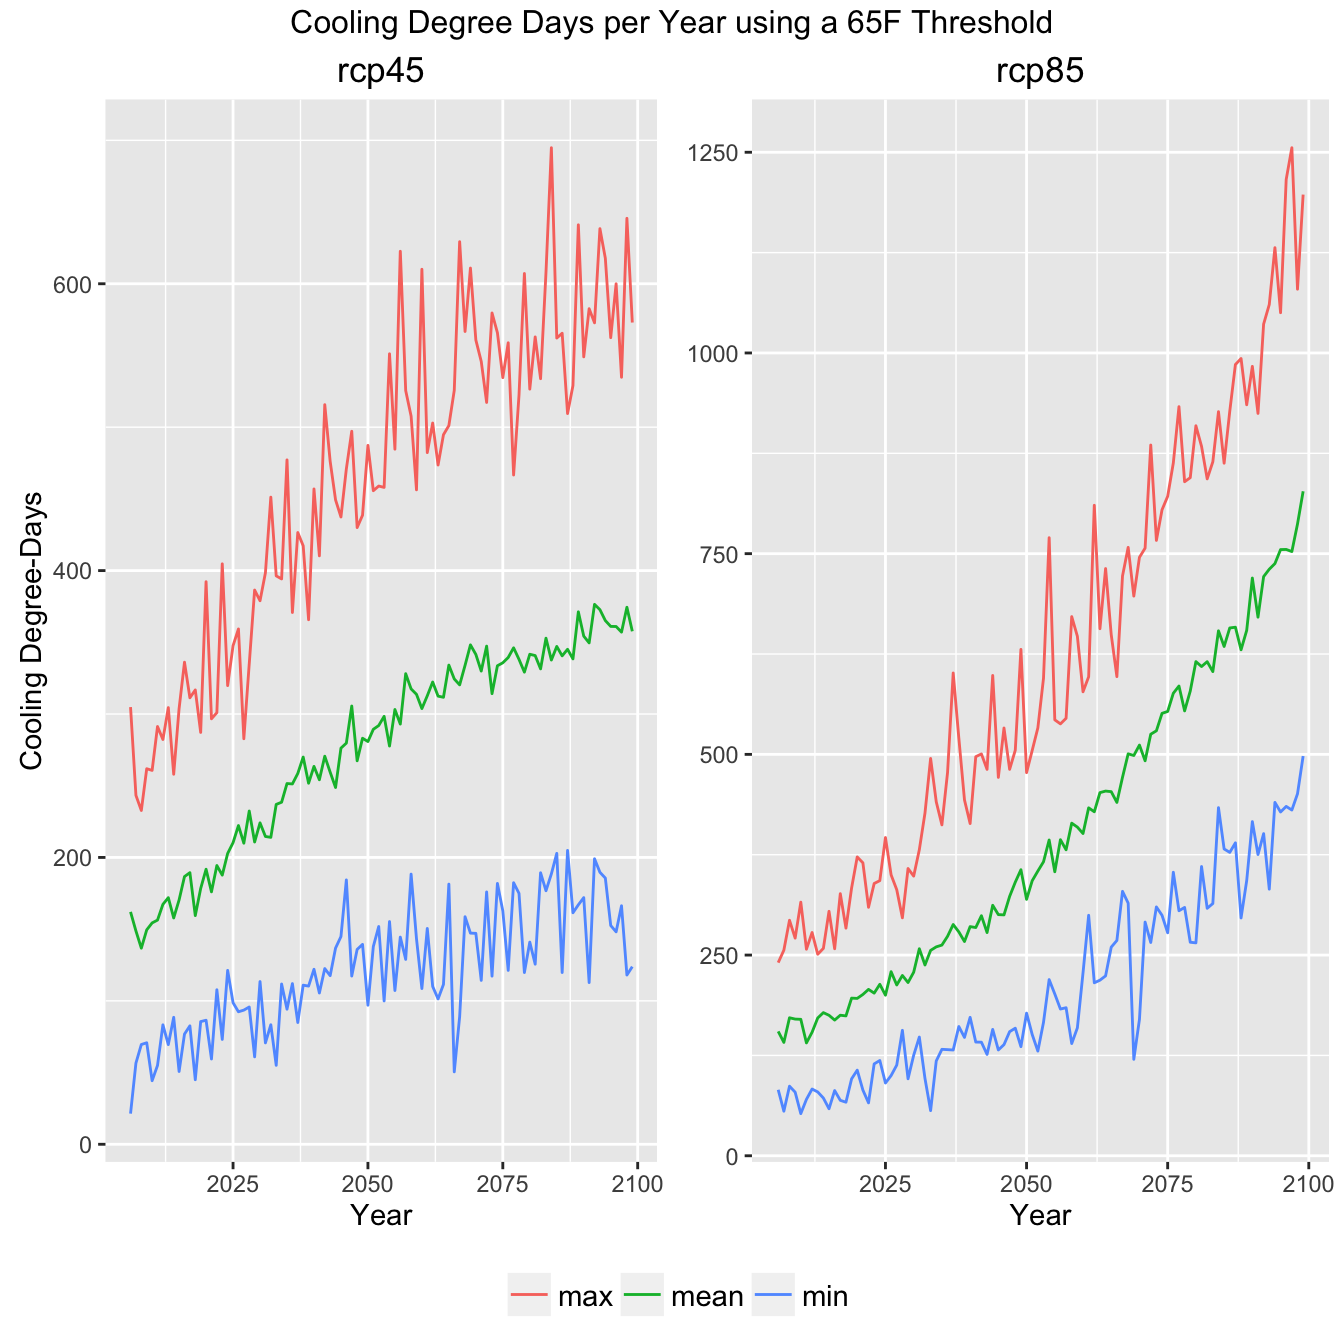 Cooling Degree Days per Year using a 65F Threshold
rcp45
rcp85
Cooling Degree-Days
600
400
200
0
2025 2050 2075 2100
Year
1250
1000
750
500
250
0
2025 2050 2075 2100
Year
max mean min